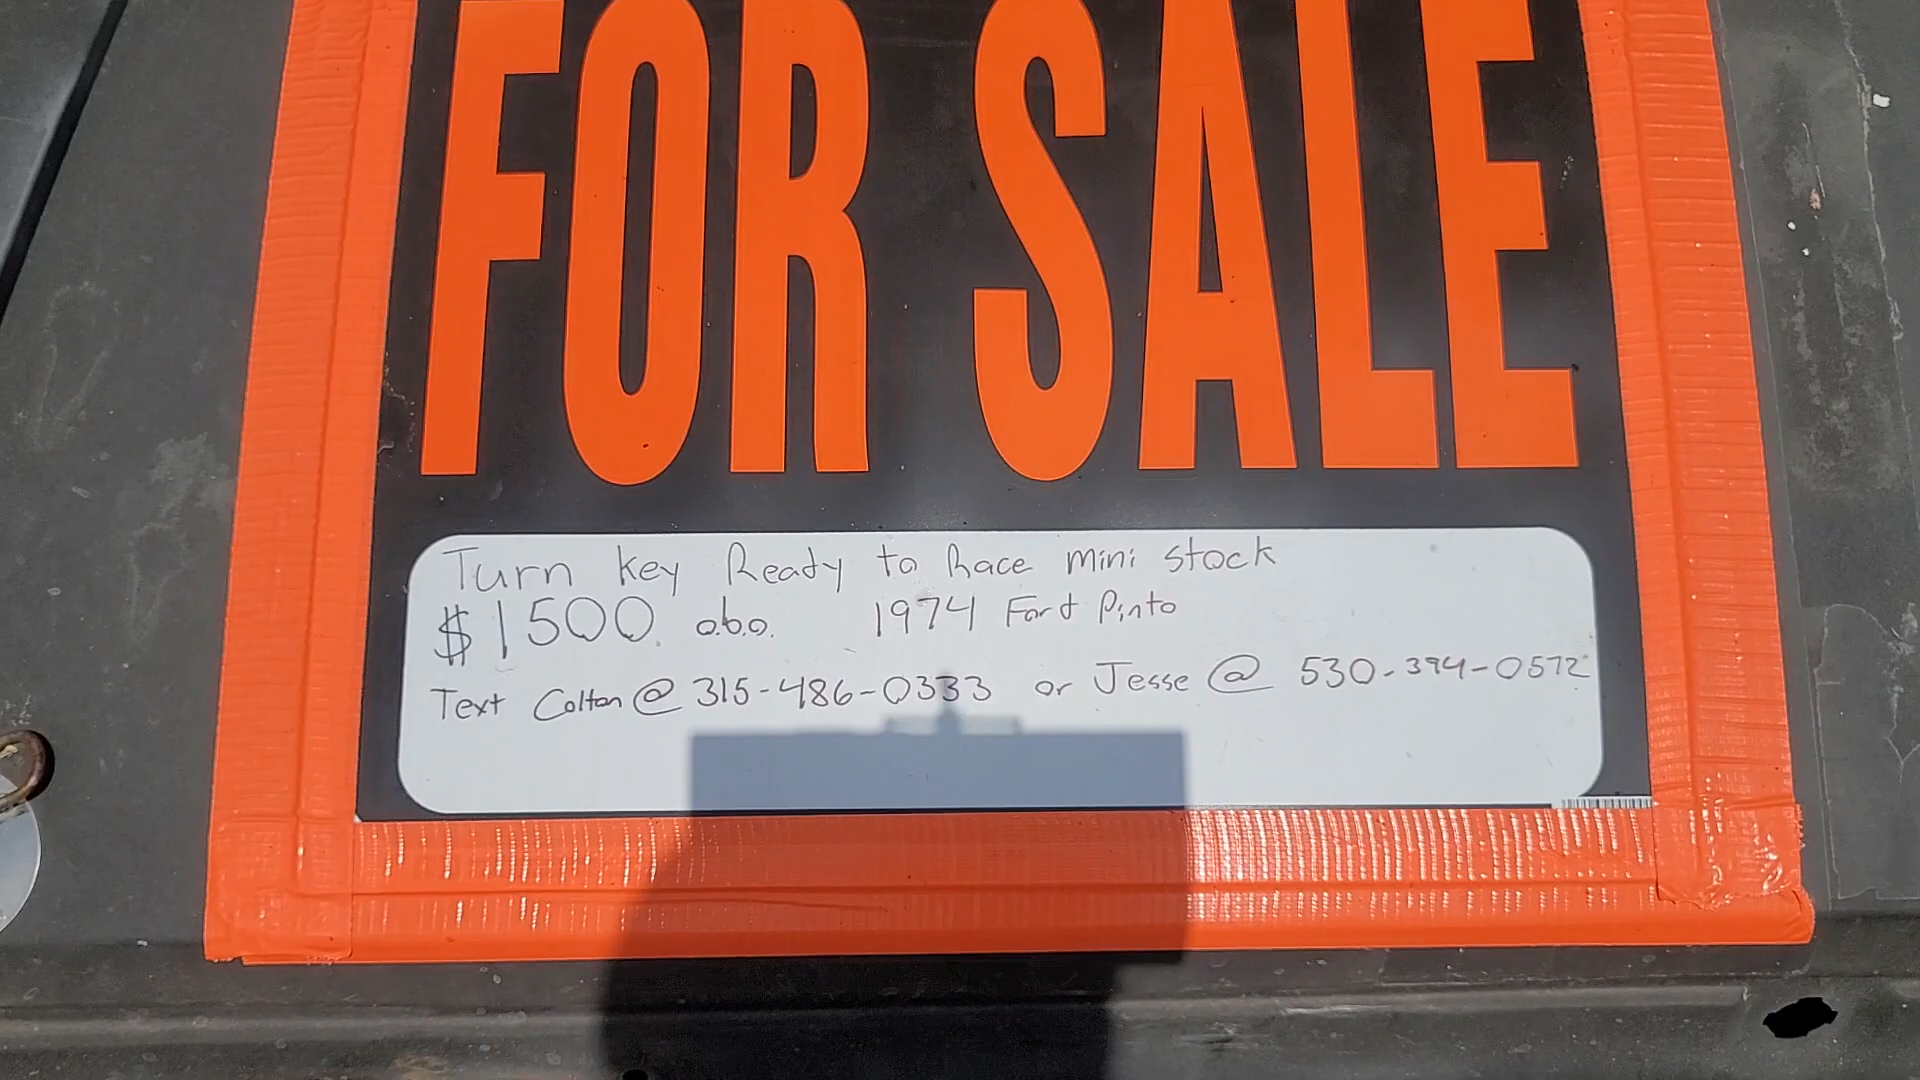 FOR SALE
Turn key Ready to Race mini stock
$1500 o.b.o. 1974 Ford Pinto
Text Colton @ 315-486-0333 or Jesse @ 530-394-0572